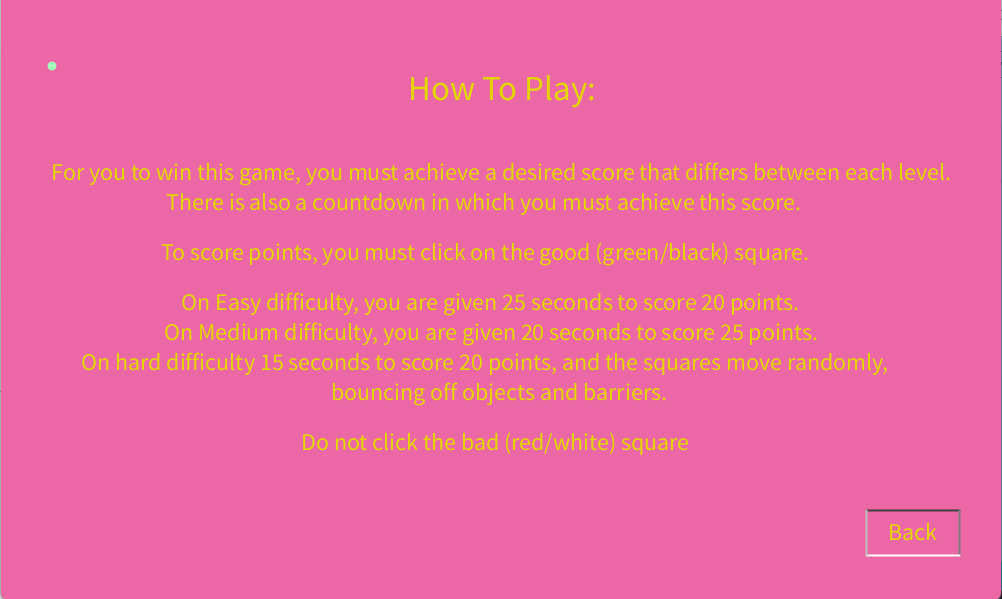 How To Play:
For you to win this game, you must achieve a desired score that differs between each level.
There is also a countdown in which you must achieve this score.
To score points, you must click on the good (green/black) square.
On Easy difficulty, you are given 25 seconds to score 20 points.
On Medium difficulty, you are given 20 seconds to score 25 points.
On hard difficulty 15 seconds to score 20 points, and the squares move randomly,
bouncing off objects and barriers.
Do not click the bad (red/white) square
Back